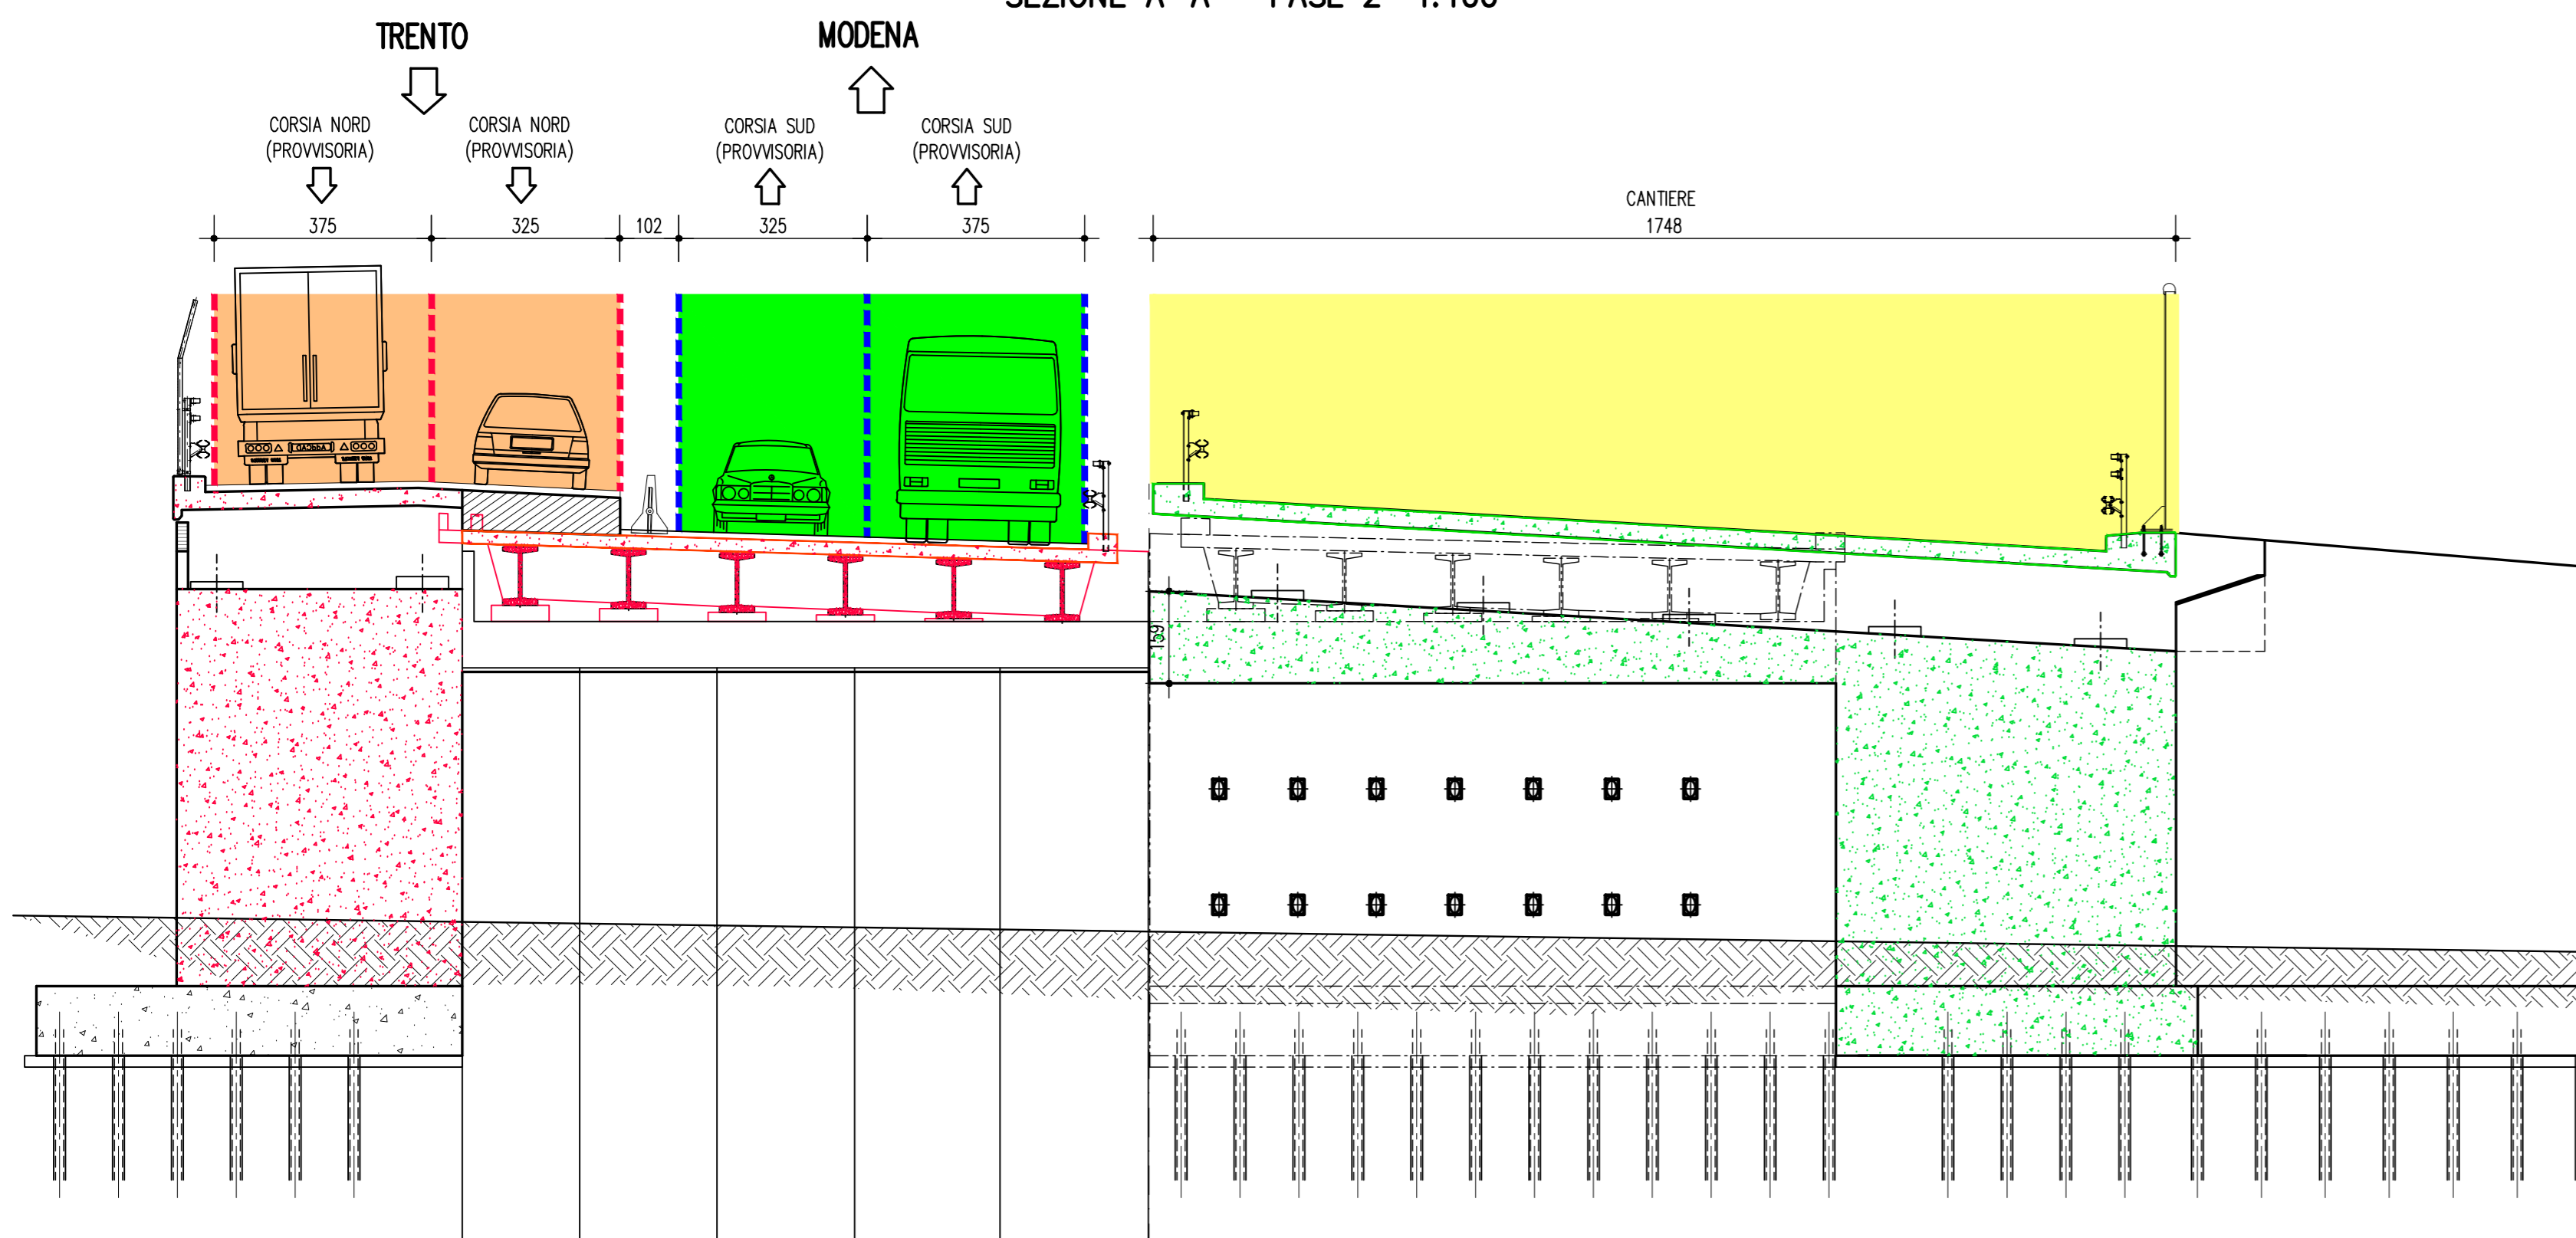 TRENTO
MODENA
CORSIA NORD
(PROVVISORIA)
CORSIA NORD
(PROVVISORIA)
CORSIA SUD
(PROVVISORIA)
CORSIA SUD
(PROVVISORIA)
CANTIERE
375
325
102
325
375
1748
159